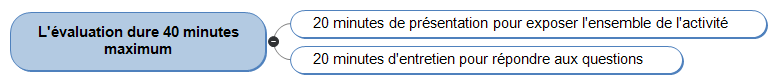 L'évaluation dure 40 minutes
maximum
20 minutes de présentation pour exposer l'ensemble de l'activité
20 minutes d'entretien pour répondre aux questions